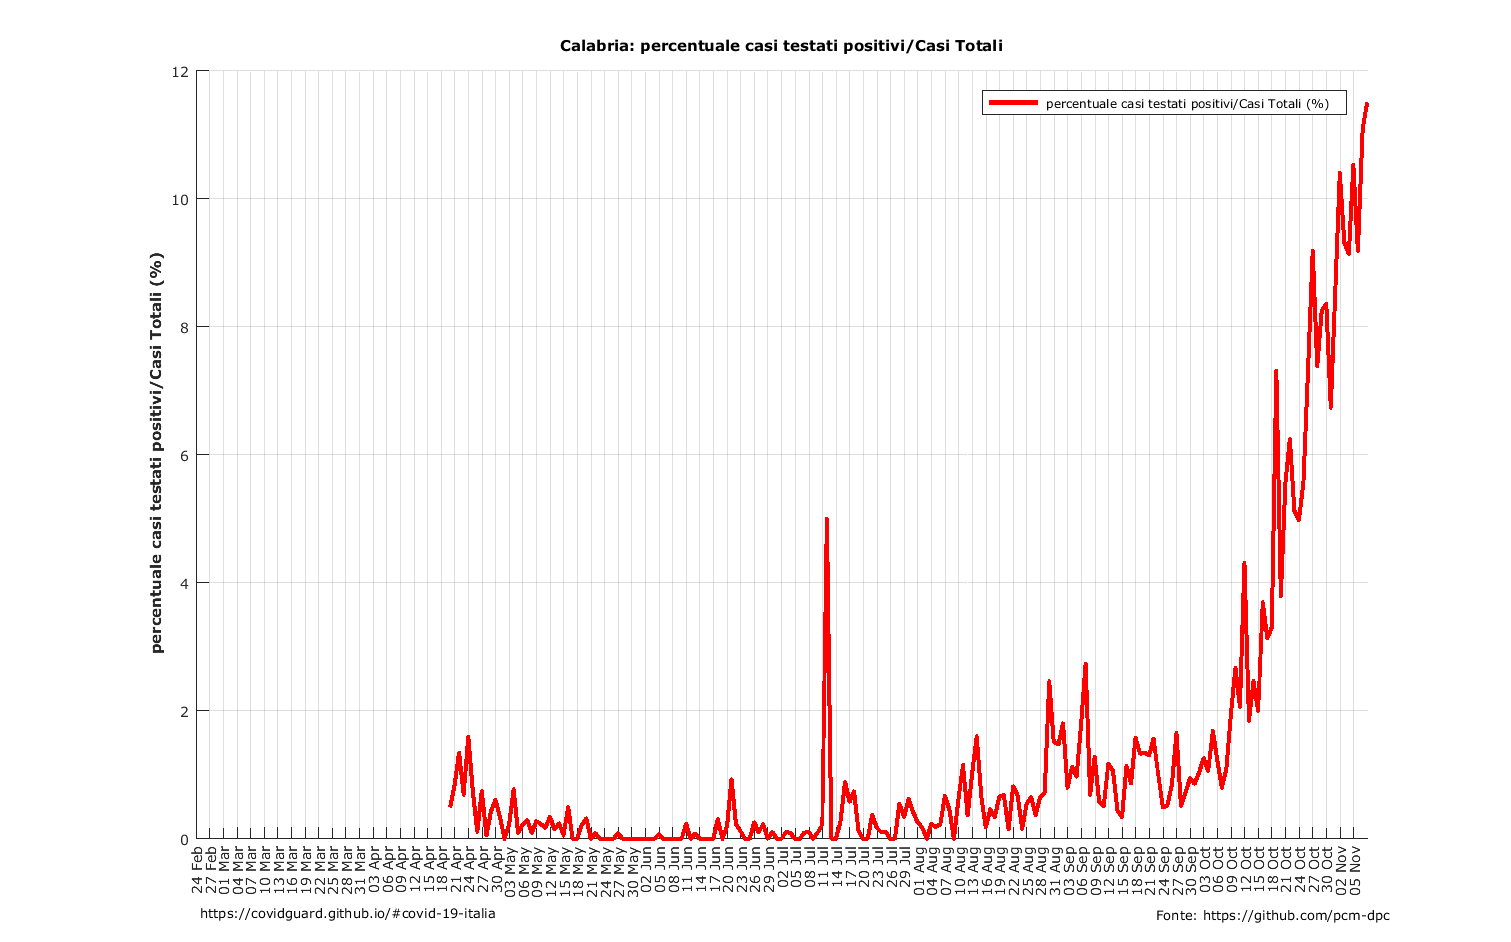 Calabria: percentuale casi testati positivi/Casi Totali
percentuale casi testati positivi/Casi Totali (%)
percentuale casi testati positivi/Casi Totali (%)
12
10
8
6
4
2
0
24 Feb
27 Feb
01 Mar
04 Mar
07 Mar
10 Mar
13 Mar
16 Mar
19 Mar
22 Mar
25 Mar
28 Mar
31 Mar
03 Apr
06 Apr
09 Apr
12 Apr
15 Apr
18 Apr
21 Apr
24 Apr
27 Apr
30 Apr
03 May
06 May
09 May
12 May
15 May
18 May
21 May
24 May
27 May
30 May
02 Jun
05 Jun
08 Jun
11 Jun
14 Jun
17 Jun
20 Jun
23 Jun
26 Jun
29 Jun
02 Jul
05 Jul
08 Jul
11 Jul
14 Jul
17 Jul
20 Jul
23 Jul
26 Jul
29 Jul
01 Aug
04 Aug
07 Aug
10 Aug
13 Aug
16 Aug
19 Aug
22 Aug
25 Aug
28 Aug
31 Aug
03 Sep
06 Sep
09 Sep
12 Sep
15 Sep
18 Sep
21 Sep
24 Sep
27 Sep
30 Sep
03 Oct
06 Oct
09 Oct
12 Oct
15 Oct
18 Oct
21 Oct
24 Oct
27 Oct
30 Oct
02 Nov
05 Nov
https://covidguard.github.io/#covid-19-italia
Fonte: https://github.com/pcm-dpc